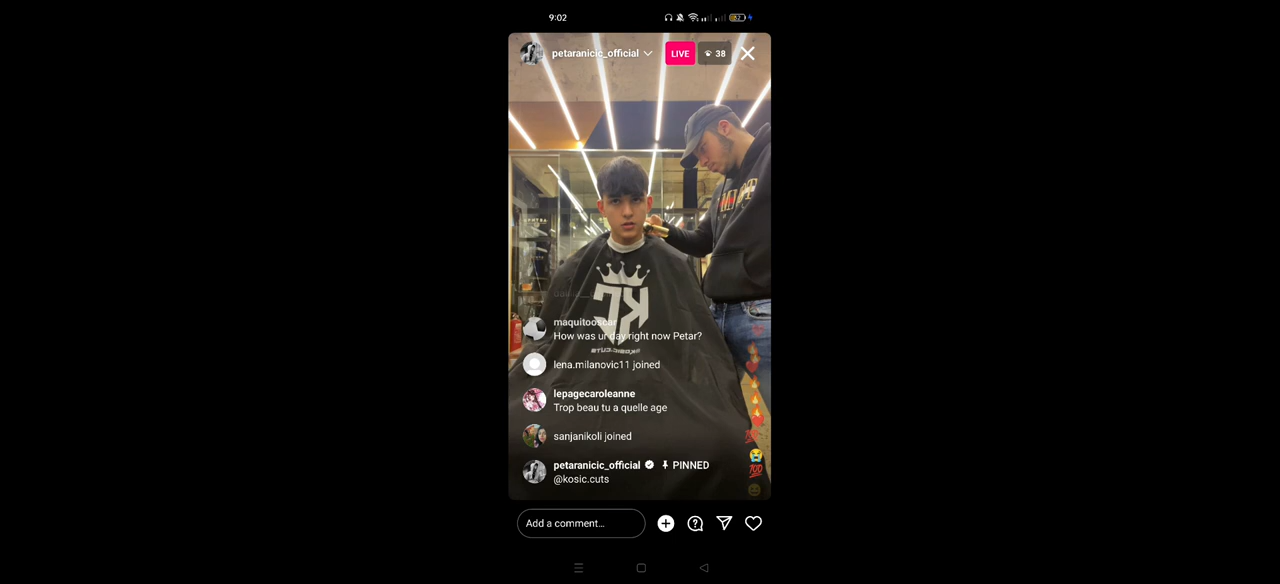 9:02
petaranicic_official
LIVE
38
maquitooscar
How was ur day right now Petar?
lena.milanovic11 joined
lepagecaroleanne
Trop beau tu a quelle age
sanjanikoli joined
petaranicic_official PINNED
@kosic.cuts
Add a comment...